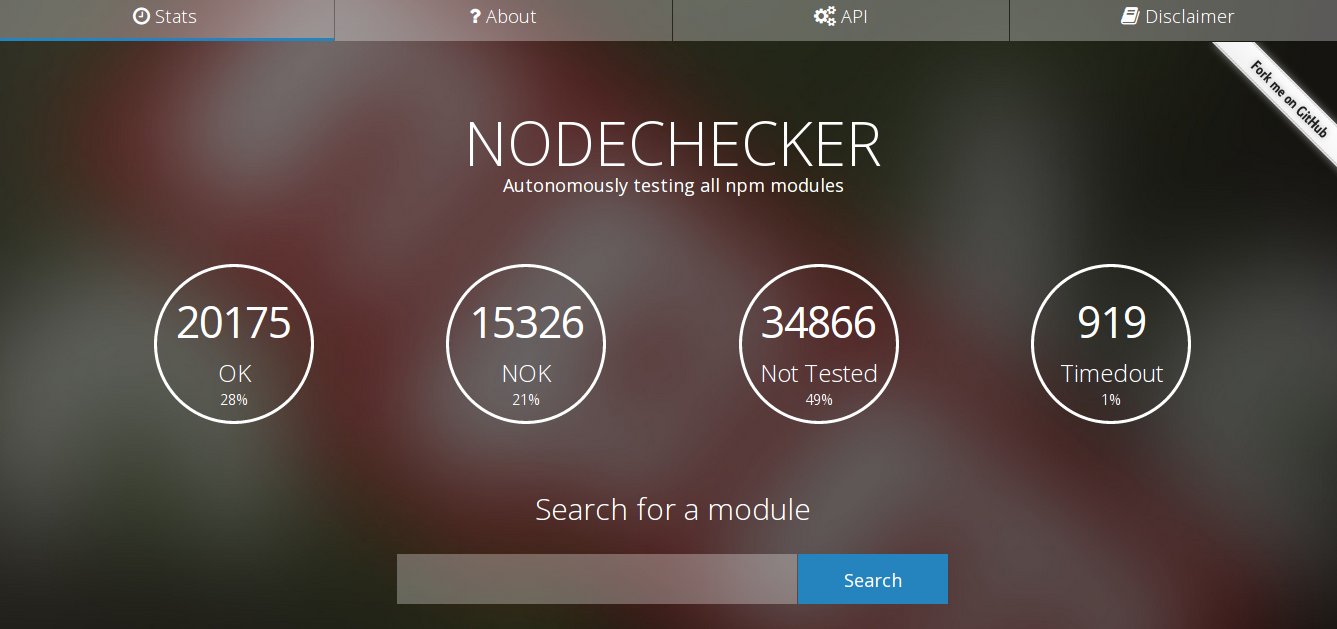 Stats
? About
API
Disclaimer
Fork me on GitHub
NODECHECKER
Autonomously testing all npm modules
20175
OK
28%
15326
NOK
21%
34866
Not Tested
49%
919
Timedout
1%
Search for a module
Search